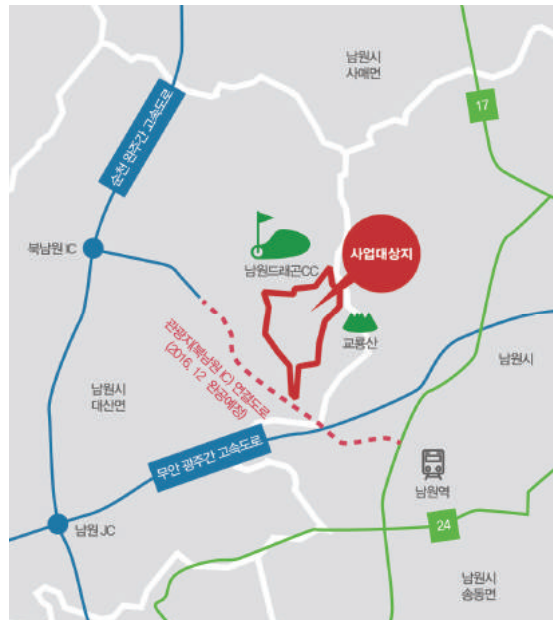 남원시
사매면
17
순천 완주간 고속도로
북남원 IC
사업대상지
남원드래곤CC
교룡산
관광지(북남원 IC) 연결도로
(2016. 12 완공예정)
남원시
남원시
대산면
무안 광주간 고속도로
남원역
남원 JC
24
남원시
송동면